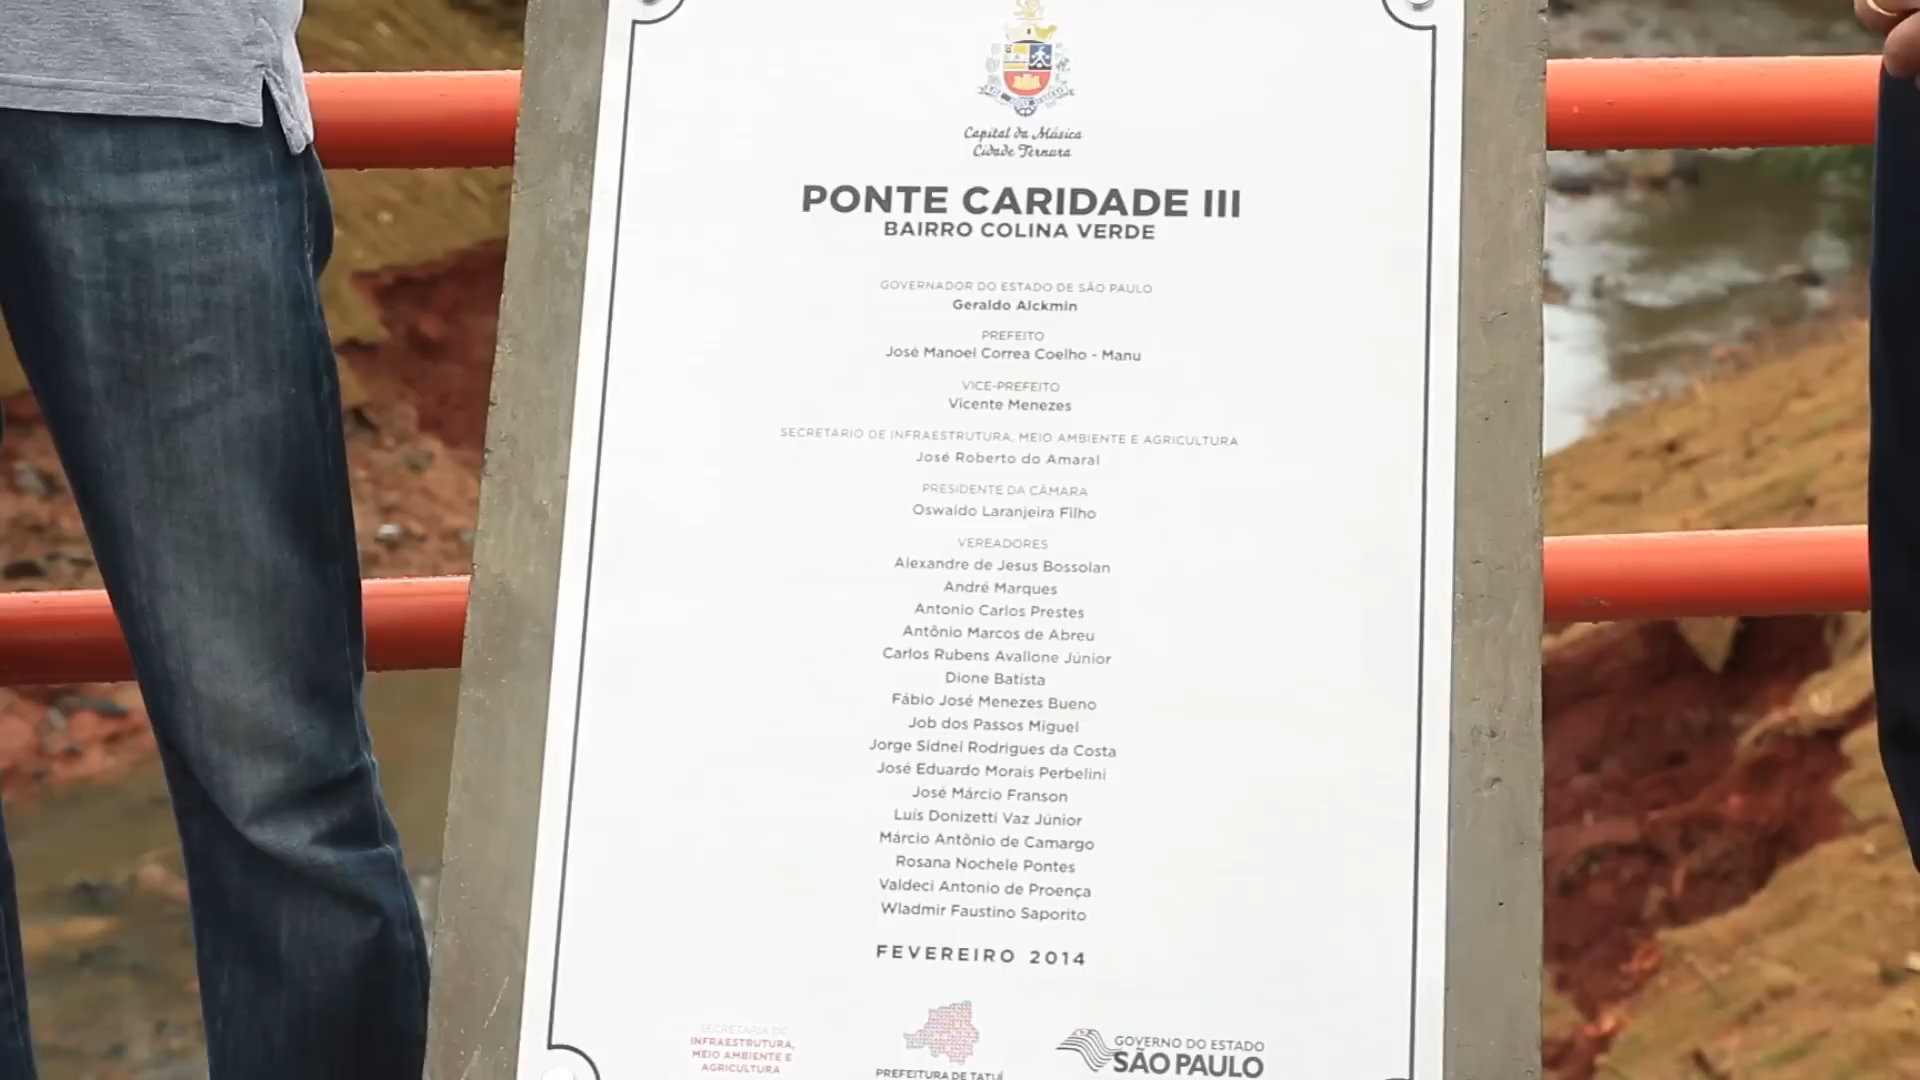 Capital da Música
Cidade Ternura
PONTE CARIDADE III
BAIRRO COLINA VERDE
GOVERNADOR DO ESTADO DE SÃO PAULO
Geraldo Alckmin
PREFEITO
José Manoel Correa Coelho - Manu
VICE-PREFEITO
Vicente Menezes
SECRETARIO DE INFRAESTRUTURA, MEIO AMBIENTE E AGRICULTURA
José Roberto do Amaral
PRESIDENTE DA CÂMARA
Oswaldo Laranjeira Filho
VEREADORES
Alexandre de Jesus Bossolan
André Marques
Antonio Carlos Prestes
Antônio Marcos de Abreu
Carlos Rubens Avallone Júnior
Dione Batista
Fábio José Menezes Bueno
Job dos Passos Miguel
Jorge Sidnei Rodrigues da Costa
José Eduardo Morais Perbelini
José Márcio Franson
Luís Donizetti Vaz Júnior
Márcio Antônio de Camargo
Rosana Nochele Pontes
Valdeci Antonio de Proença
Wladmir Faustino Saporito
FEVEREIRO 2014
SECRETARIA DE
INFRAESTRUTURA,
MEIO AMBIENTE E
AGRICULTURA
PREFEITURA DE TATUÍ
GOVERNO DO ESTADO
SÃO PAULO